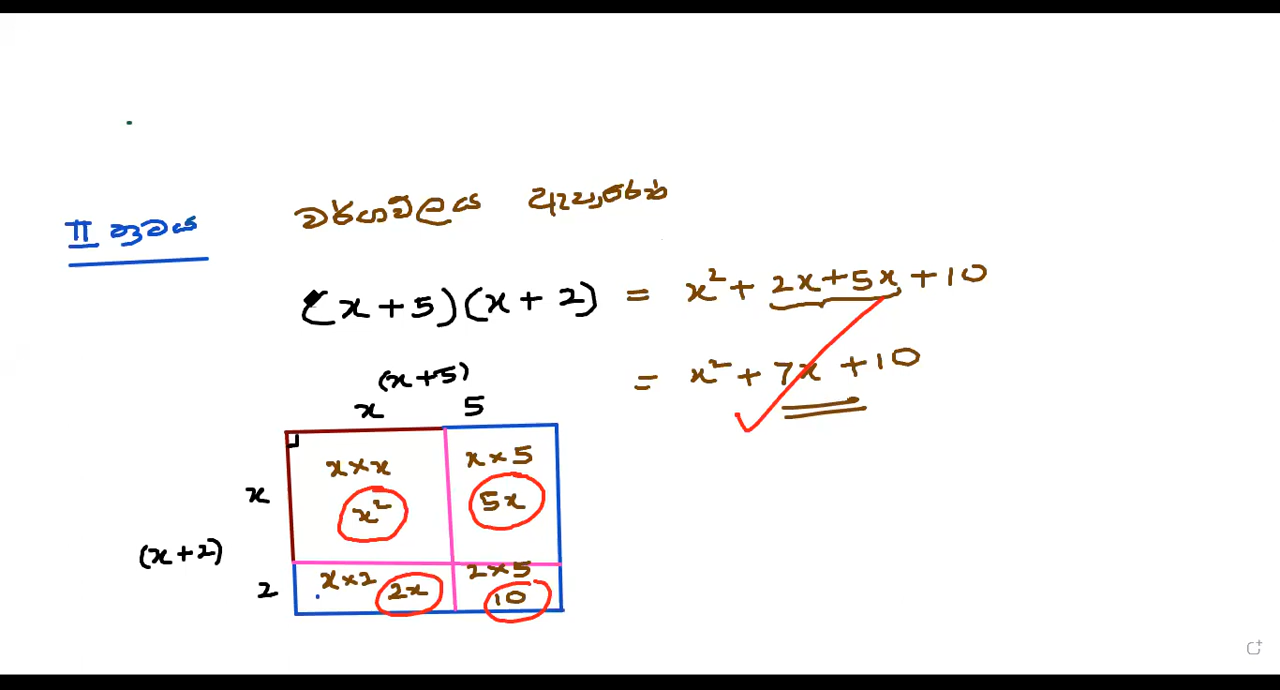 II ක්‍රමය
වර්ගඵලය ඇසුරෙන්
(x + 5) (x + 2) = x² + 2x + 5x + 10
= x² + 7x + 10
(x + 5)
x 5
x × x x × 5
x x² 5x
(x + 2)
2 x × 2 2x 2 × 5
10